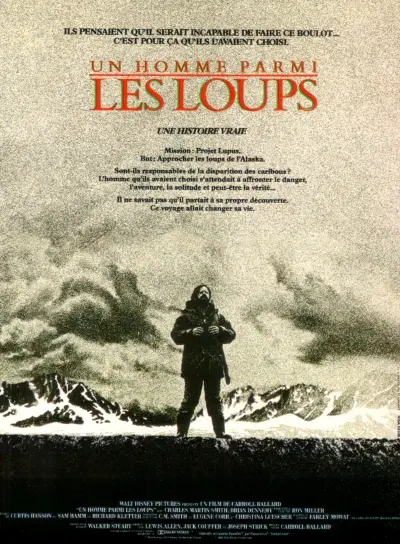 ILS PENSAIENT QU'IL SERAIT INCAPABLE DE FAIRE CE BOULOT...
C'EST POUR ÇA QU'ILS L'AVAIENT CHOISI.
UN HOMME PARMI
LES LOUPS
UNE HISTOIRE VRAIE
Mission : Projet Lupus.
But : Approcher les loups de l'Alaska.
Sont-ils responsables de la disparition des caribous ?
L'homme qu'ils avaient choisi s'attendait à affronter le danger,
l'aventure, la solitude et peut-être la vérité...
Il ne savait pas qu'il partait à sa propre découverte.
Ce voyage allait changer sa vie.
WALT DISNEY PICTURES UN FILM DE CARROLL BALLARD
"UN HOMME PARMI LES LOUPS" CHARLES MARTIN SMITH, BRIAN DENNEHY RON MILLER
CURTIS HANSON SAM HAMM RICHARD KLETTER C.M. SMITH EUGENE CORR CHRISTINA LUESCHER FARLEY MOWAT
WALKER STUART LEWIS ALLEN, JACK COUFFER JOSEPH STRICK CARROLL BALLARD
DOLBY STEREO